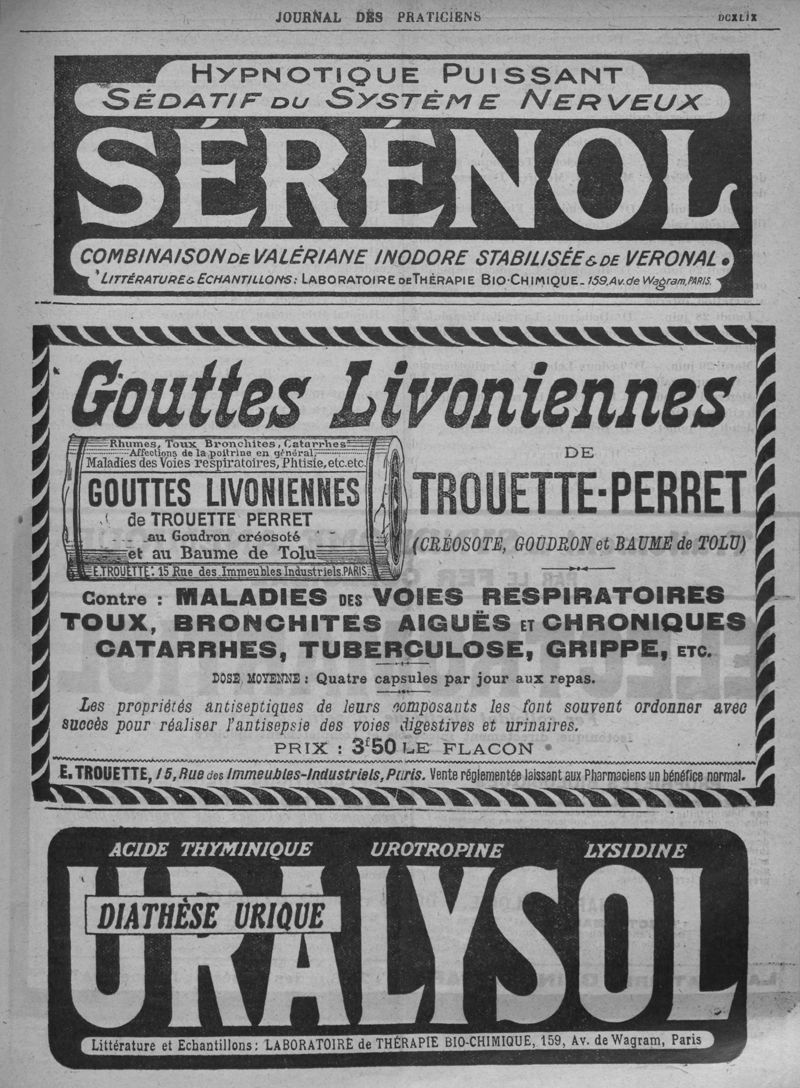 JOURNAL DES PRATICIENS DCXLIX
HYPNOTIQUE PUISSANT
SÉDATIF DU SYSTÈME NERVEUX
SÉRÉNOL
COMBINAISON DE VALÉRIANE INODORE STABILISÉE & DE VERONAL.
LITTÉRATURE & ECHANTILLONS: LABORATOIRE DE THÉRAPIE BIO-CHIMIQUE_ 159, Av. de Wagram, PARIS.
Gouttes Livoniennes
Rhumes, Toux Bronchites, Catarrhes
Affections de la poitrine en général,
Maladies des Voies respiratoires, Phtisie, etc. etc.
GOUTTES LIVONIENNES
de TROUETTE PERRET
au Goudron créosoté
et au Baume de Tolu
E. TROUETTE: 15 Rue des Immeubles Industriels PARIS.
DE
TROUETTE-PERRET
(CRÉOSOTE, GOUDRON et BAUME de TOLU)
Contre : MALADIES DES VOIES RESPIRATOIRES
TOUX, BRONCHITES AIGUËS ET CHRONIQUES
CATARRHES, TUBERCULOSE, GRIPPE, ETC.
DOSE MOYENNE : Quatre capsules par jour aux repas.
Les propriétés antiseptiques de leurs composants les font souvent ordonner avec
succès pour réaliser l'antisepsie des voies digestives et urinaires.
PRIX : 3f50 LE FLACON
E. TROUETTE, 15, Rue des Immeubles-Industriels, Paris. Vente réglementée laissant aux Pharmaciens un bénéfice normal.
ACIDE THYMINIQUE UROTROPINE LYSIDINE
URALYSOL
DIATHÈSE URIQUE
Littérature et Echantillons: LABORATOIRE de THÉRAPIE BIO-CHIMIQUE, 159, Av. de Wagram, Paris